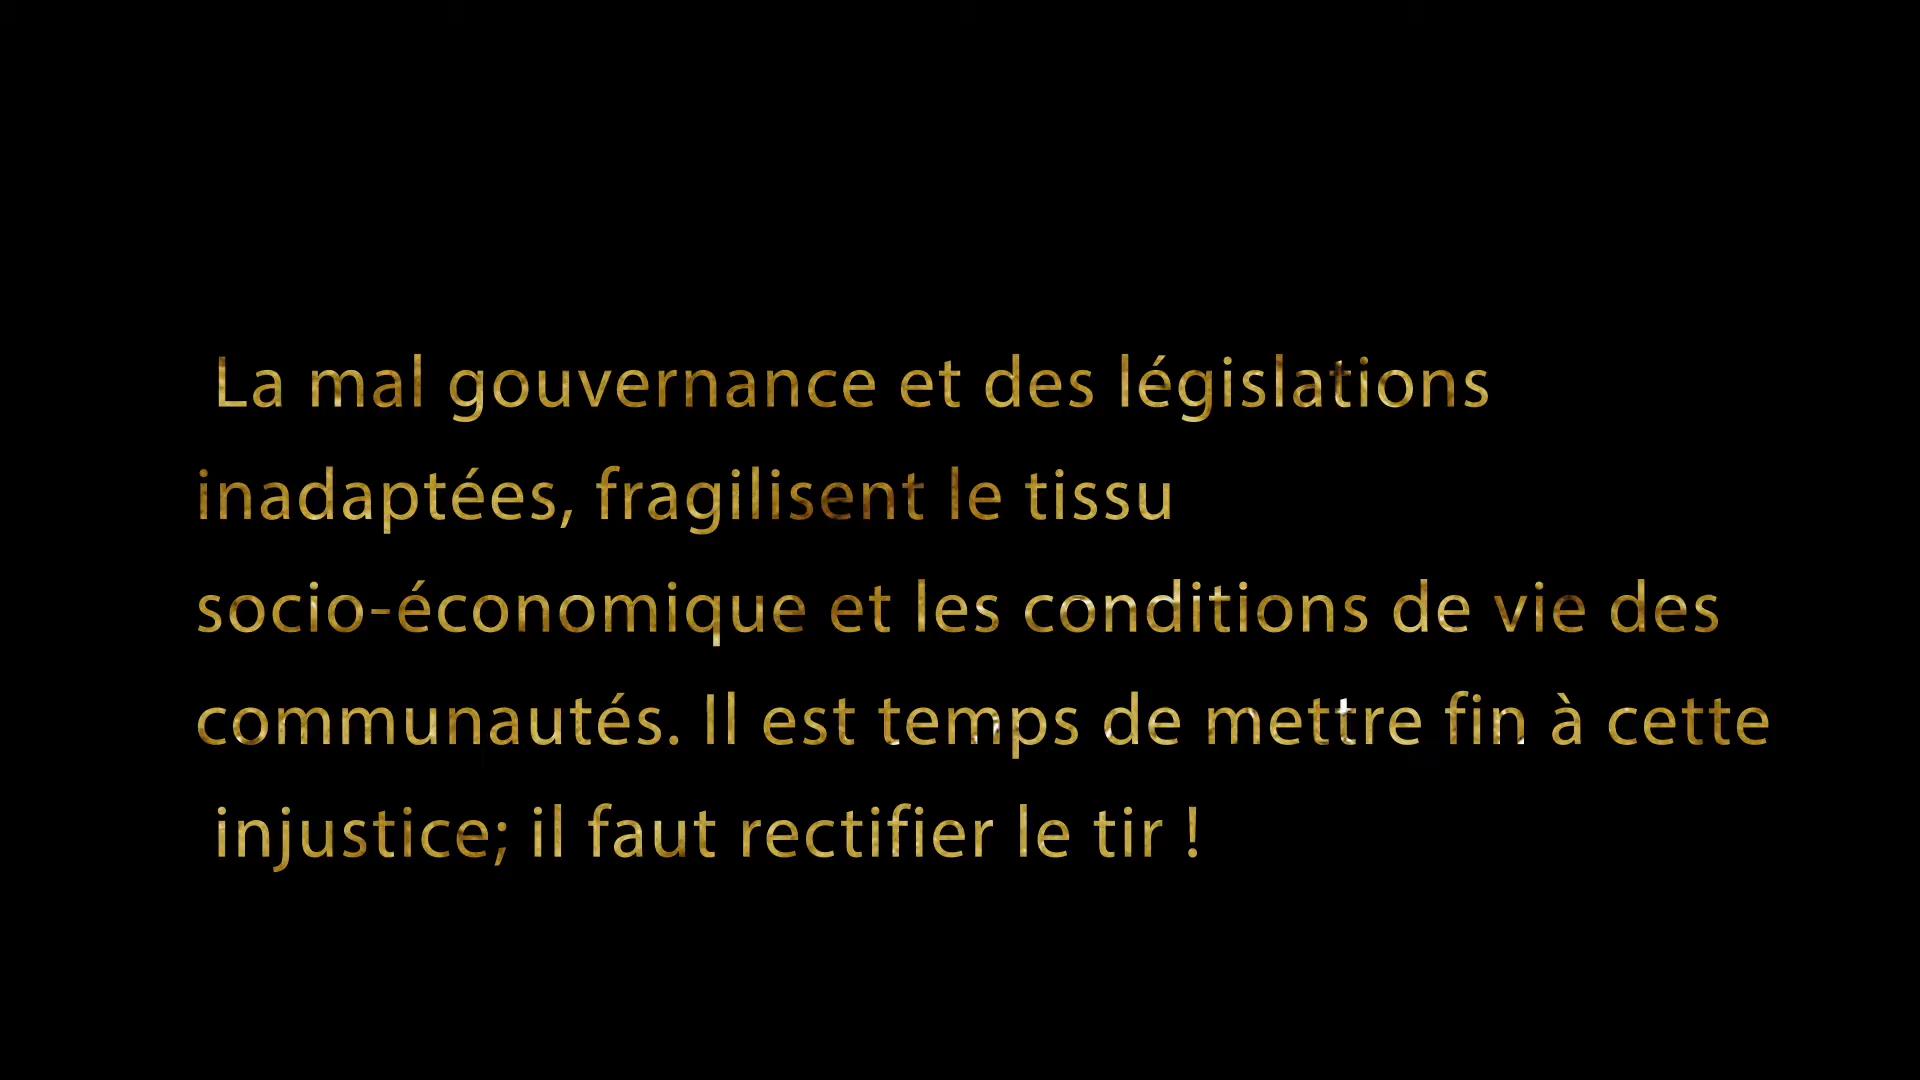 La mal gouvernance et des législations
inadaptées, fragilisent le tissu
socio-économique et les conditions de vie des
communautés. Il est temps de mettre fin à cette
injustice; il faut rectifier le tir !